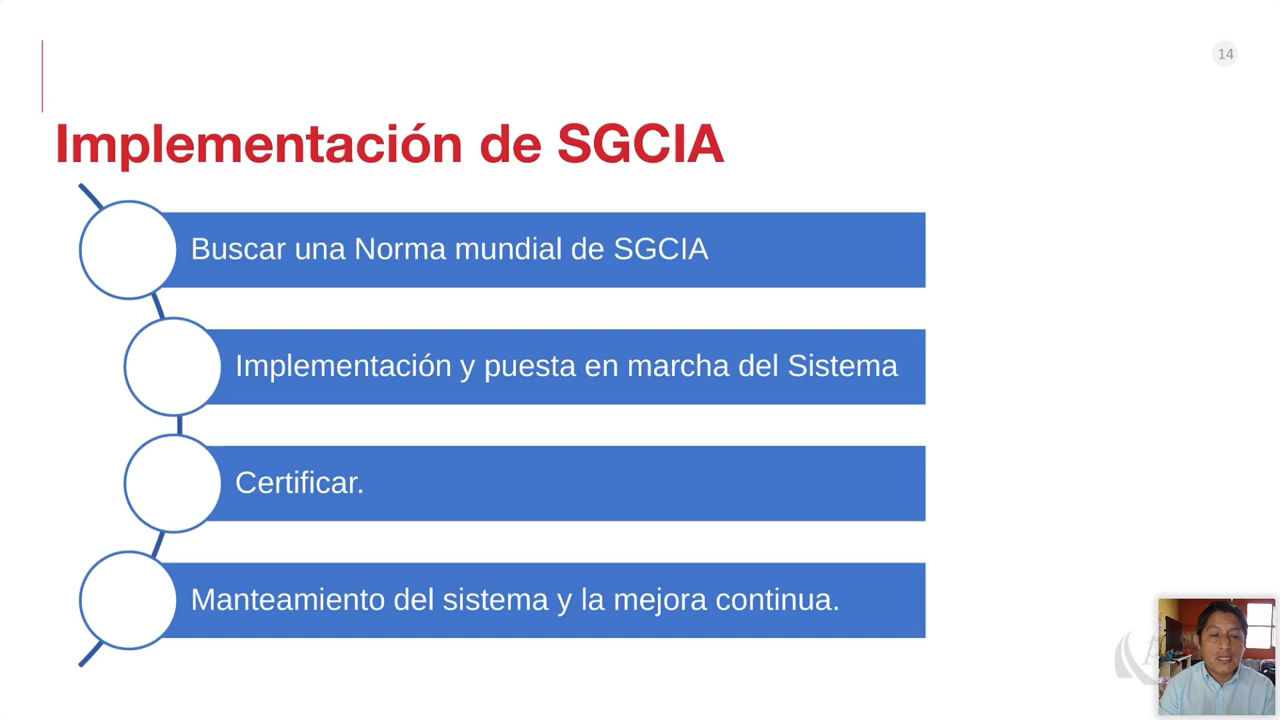 14
Implementación de SGCIA
Buscar una Norma mundial de SGCIA
Implementación y puesta en marcha del Sistema
Certificar.
Manteamiento del sistema y la mejora continua.